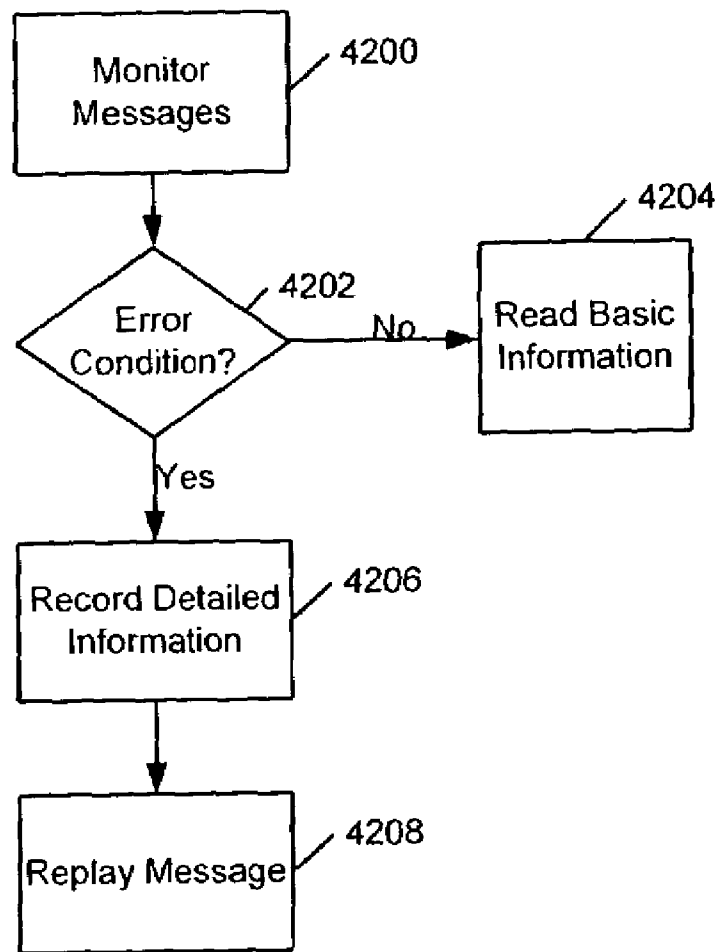 Monitor
Messages
4200
Error
Condition?
4202
No
4204
Read Basic
Information
Yes
Record Detailed
Information
4206
Replay Message
4208